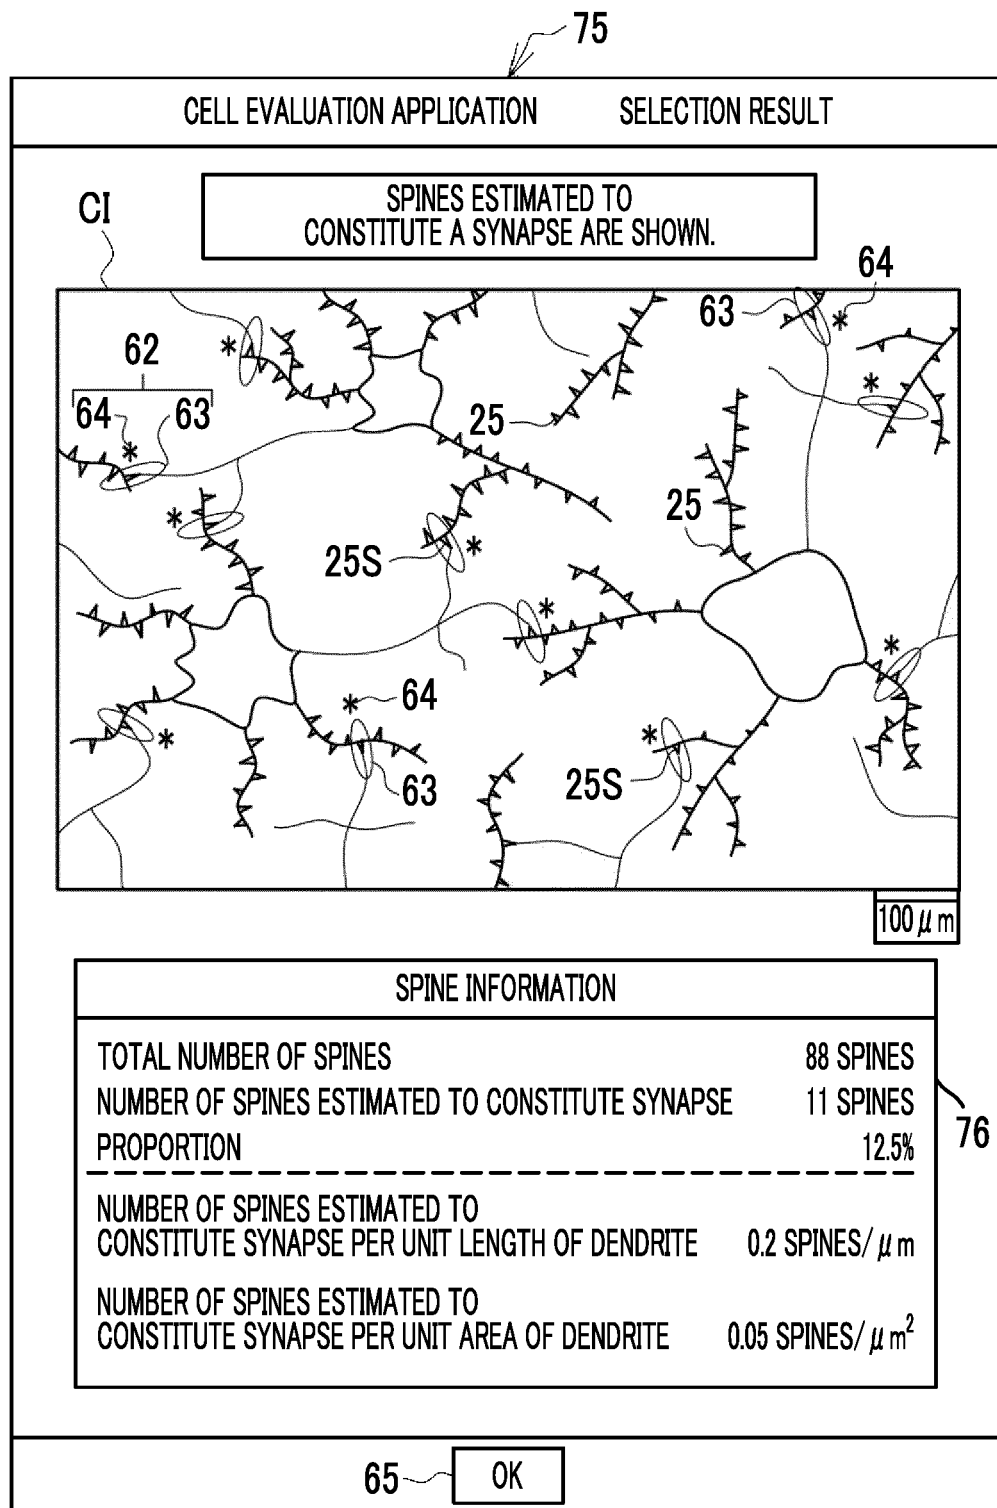 75
CELL EVALUATION APPLICATION SELECTION RESULT
SPINES ESTIMATED TO
CONSTITUTE A SYNAPSE ARE SHOWN.
CI
64
63
*
62
*
*
64
63
25
*
*
25
25S
*
*
*
64
*
*
63
25S
*
100 μm
SPINE INFORMATION
TOTAL NUMBER OF SPINES 88 SPINES
NUMBER OF SPINES ESTIMATED TO CONSTITUTE SYNAPSE 11 SPINES
PROPORTION 12.5%
76
NUMBER OF SPINES ESTIMATED TO
CONSTITUTE SYNAPSE PER UNIT LENGTH OF DENDRITE 0.2 SPINES/μm
NUMBER OF SPINES ESTIMATED TO
CONSTITUTE SYNAPSE PER UNIT AREA OF DENDRITE 0.05 SPINES/μm²
65
OK